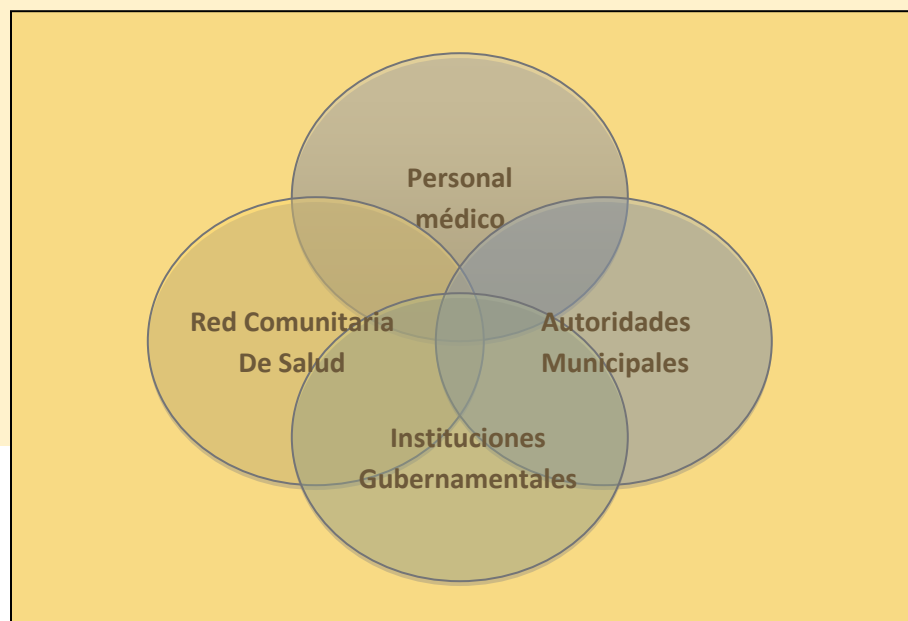 Personal
médico
Red Comunitaria
De Salud
Autoridades
Municipales
Instituciones
Gubernamentales